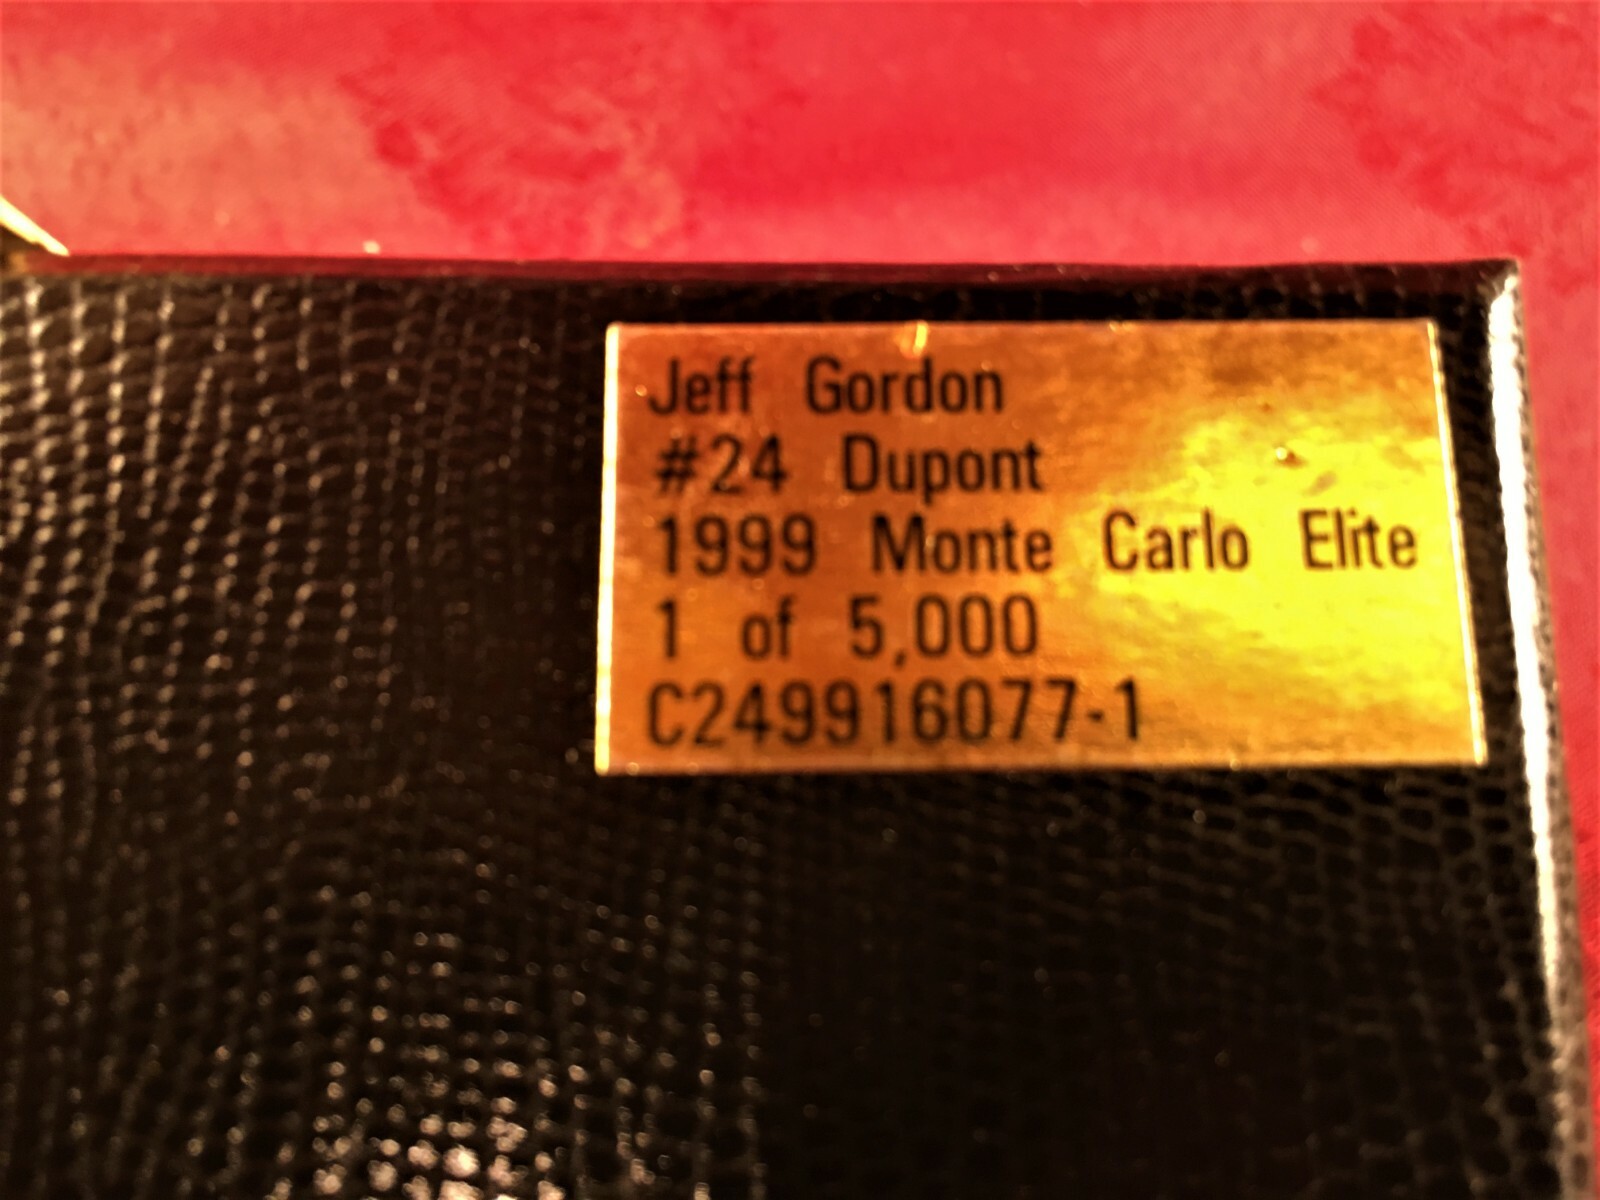 Jeff Gordon
#24 Dupont
1999 Monte Carlo Elite
1 of 5,000
C249916077-1